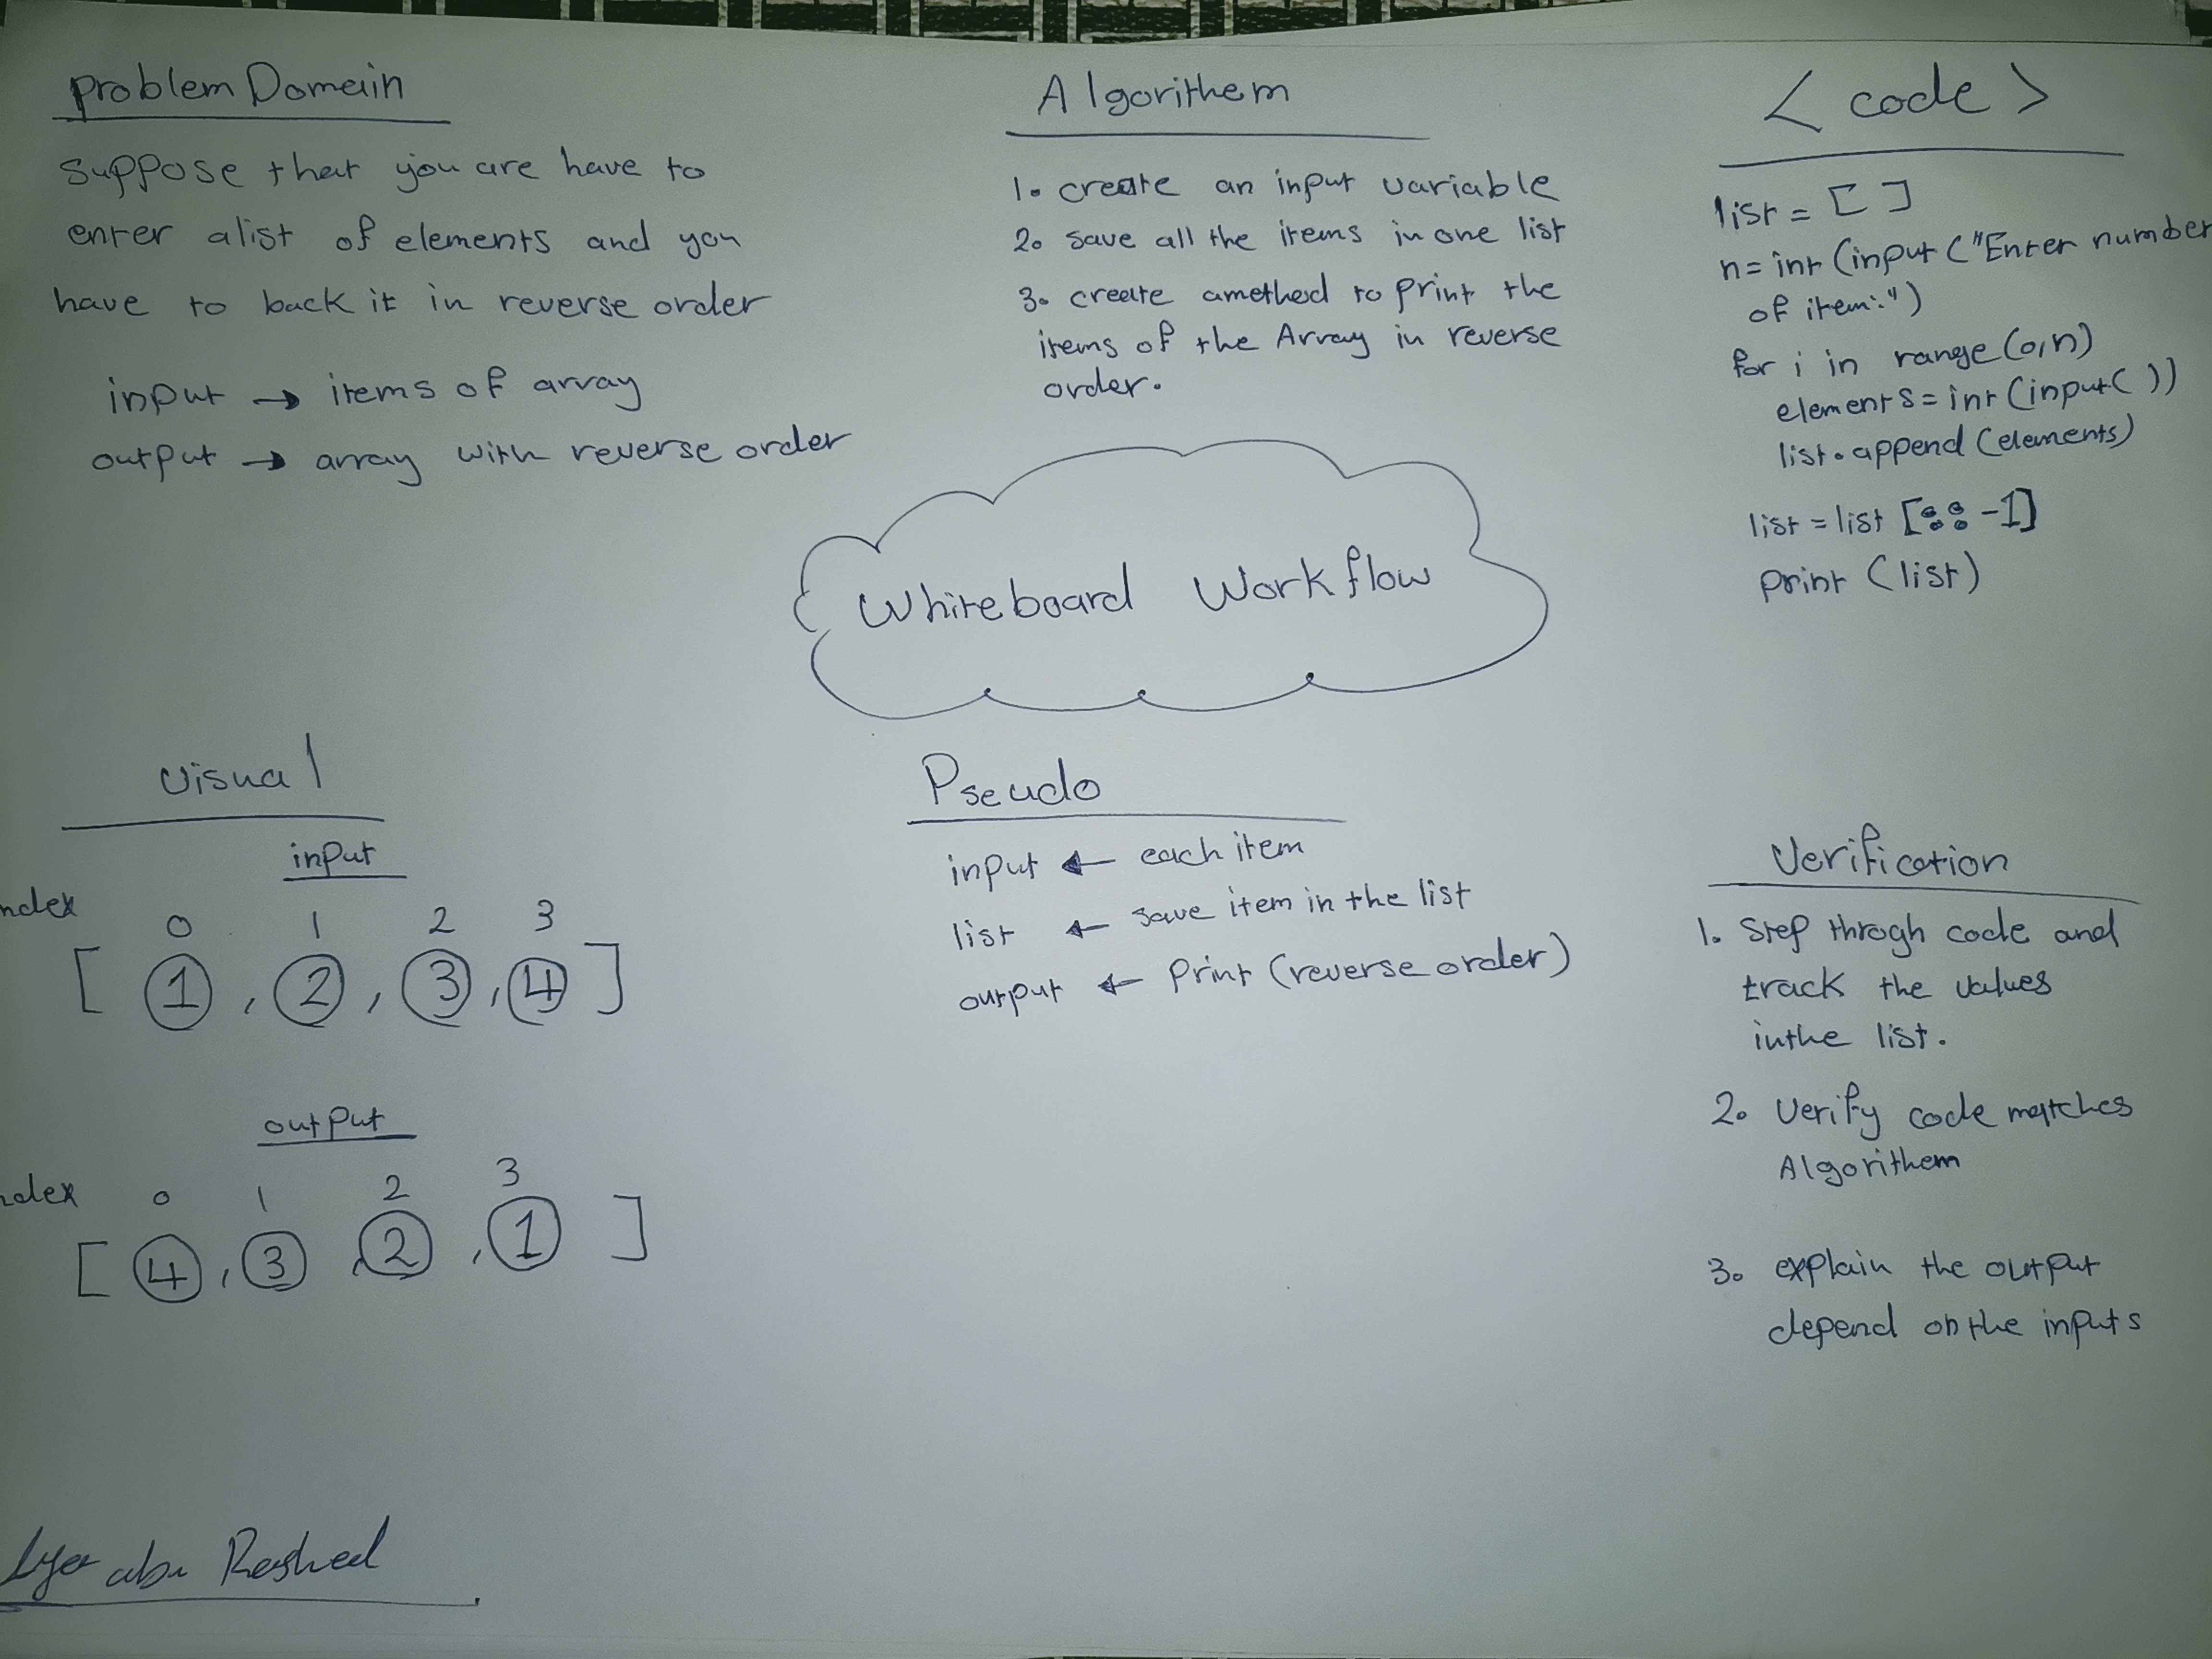 problem Domain
suppose that you are have to
enter alist of elements and you
have to back it in reverse order
input → items of array
output → array with reverse order
Algorithem
1. create an input variable
2. save all the items in one list
3. create amethod to print the
items of the Array in reverse
order.
< code >
list = [ ]
n= int (input ("Enter number
of item:")
for i in range (0,n)
elements = int (input( ))
list.append (elements)
list = list [:: -1]
print (list)
Whiteboard Workflow
visual
input
ndex 0 1 2 3
[ 1 , 2 , 3 , 4 ]
output
ndex 0 1 2 3
[ 4 , 3 , 2 , 1 ]
Pseudo
input ← each item
list ← save item in the list
output ← Print (reverse order)
Verification
1. Step throgh code and
track the values
inthe list.
2. Verify code matches
Algorithem
3. explain the output
depend on the inputs
abu Rashed